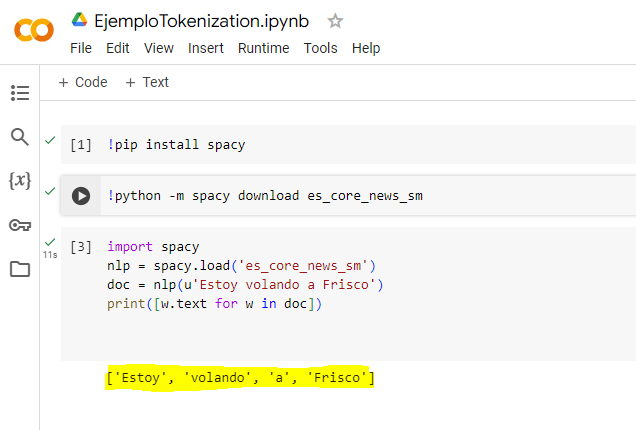 EjemploTokenization.ipynb
File Edit View Insert Runtime Tools Help
+ Code + Text
[1] !pip install spacy
!python -m spacy download es_core_news_sm
[3] import spacy
11s
nlp = spacy.load('es_core_news_sm')
doc = nlp(u'Estoy volando a Frisco')
print([w.text for w in doc])
['Estoy', 'volando', 'a', 'Frisco']
{x}